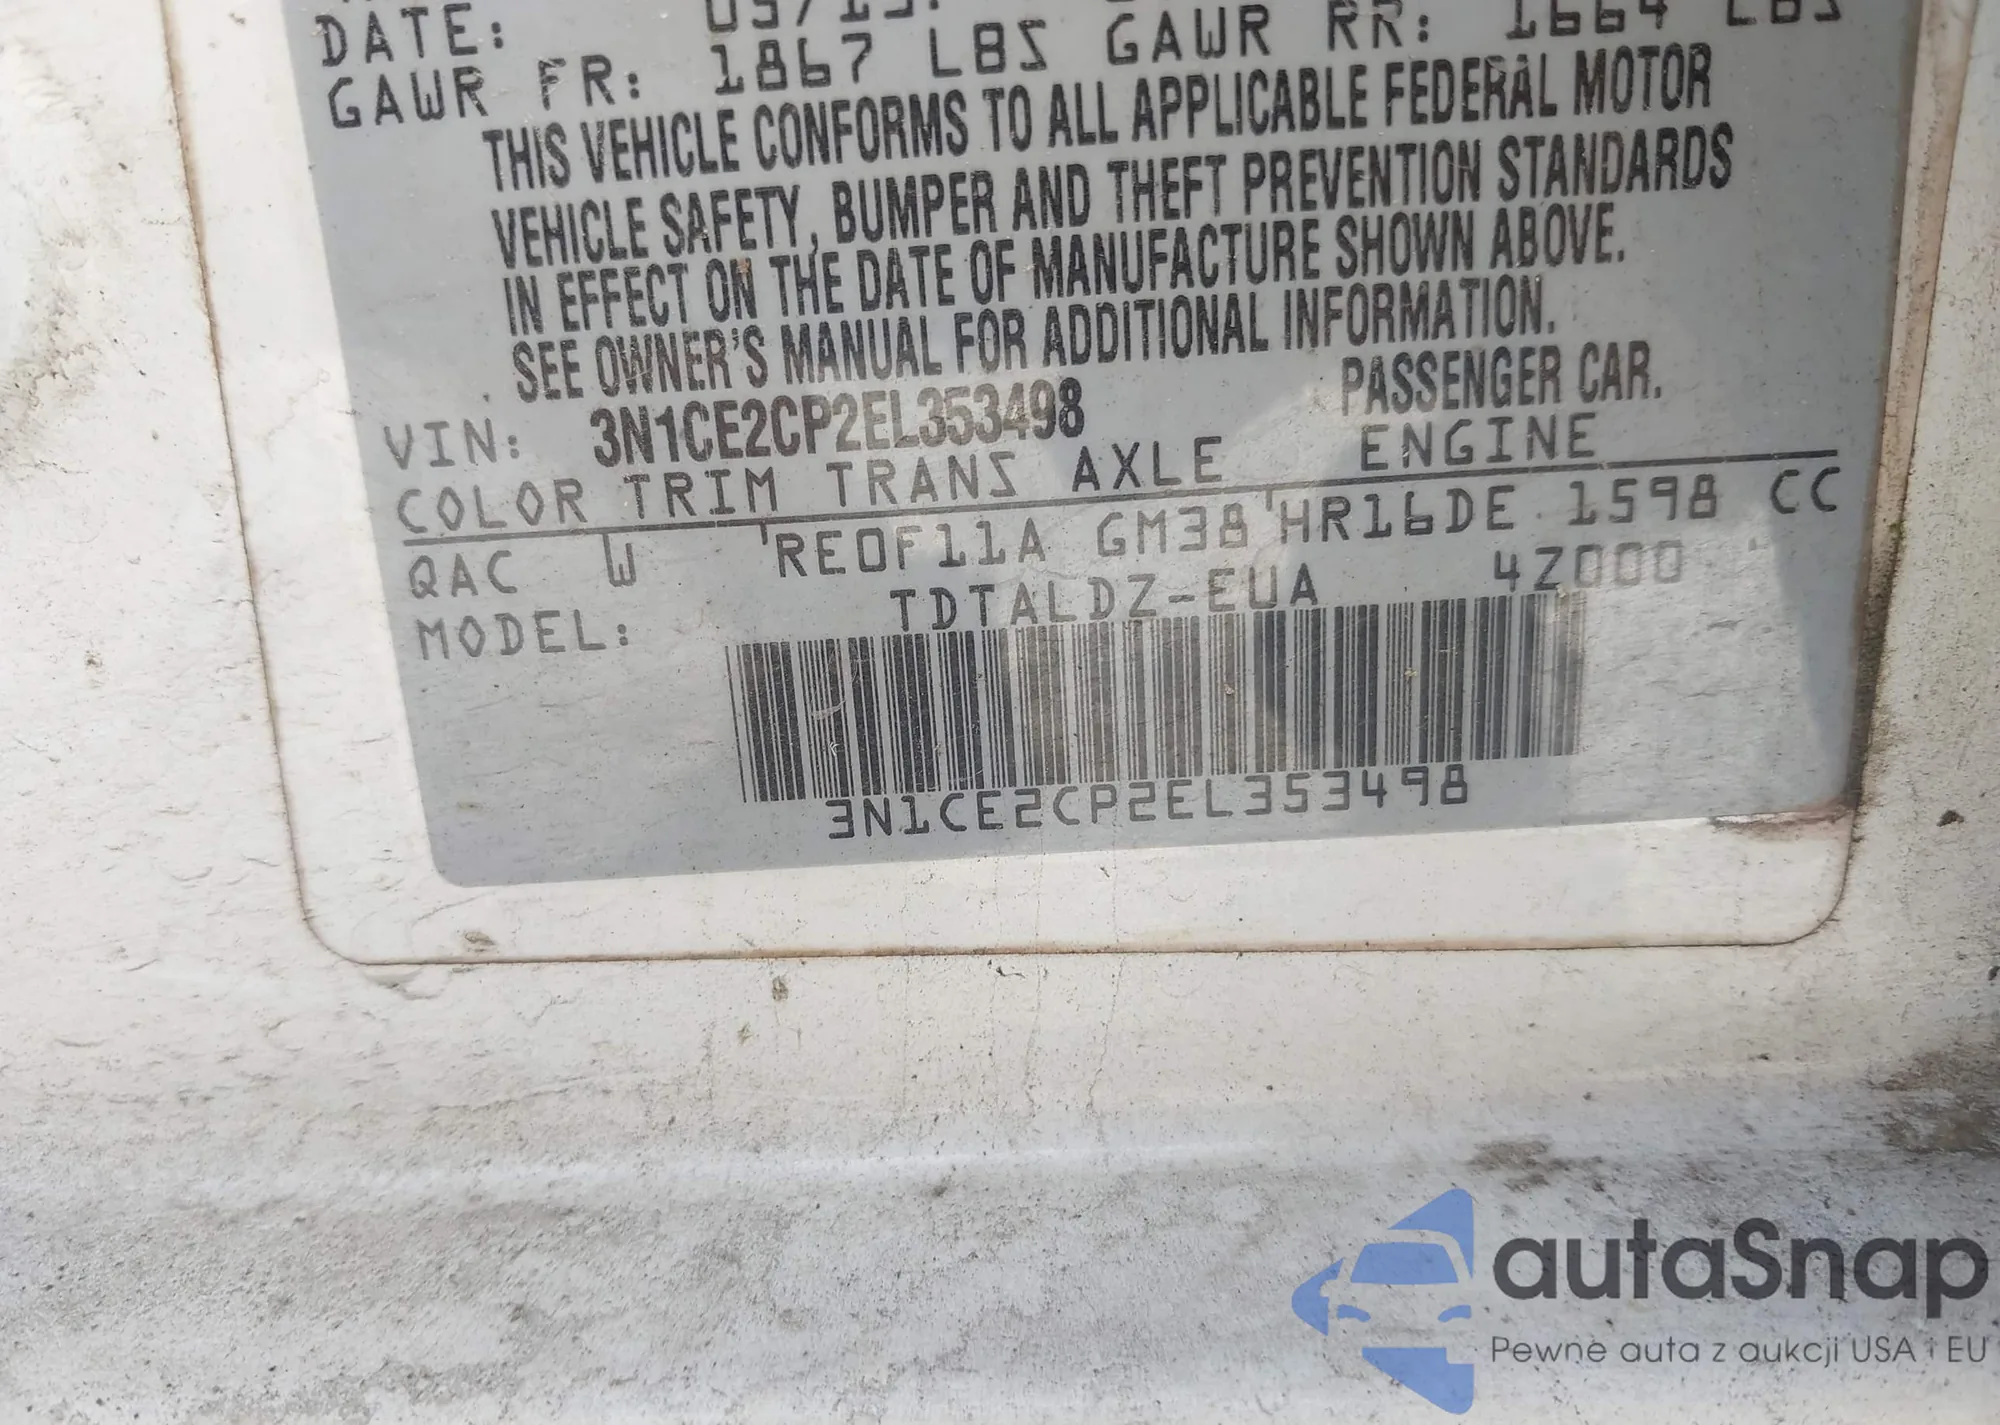 DATE:
GAWR FR: 1867 LBS GAWR RR: 1664 LBS
THIS VEHICLE CONFORMS TO ALL APPLICABLE FEDERAL MOTOR
VEHICLE SAFETY, BUMPER AND THEFT PREVENTION STANDARDS
IN EFFECT ON THE DATE OF MANUFACTURE SHOWN ABOVE.
SEE OWNER'S MANUAL FOR ADDITIONAL INFORMATION.
VIN: 3N1CE2CP2EL353498 PASSENGER CAR.
COLOR TRIM TRANS AXLE ENGINE
QAC W RE0F11A GM38 HR16DE 1598 CC
MODEL: TDTALDZ-EUA 4Z000
3N1CE2CP2EL353498
autaSnap
Pewne auta z aukcji USA i EU